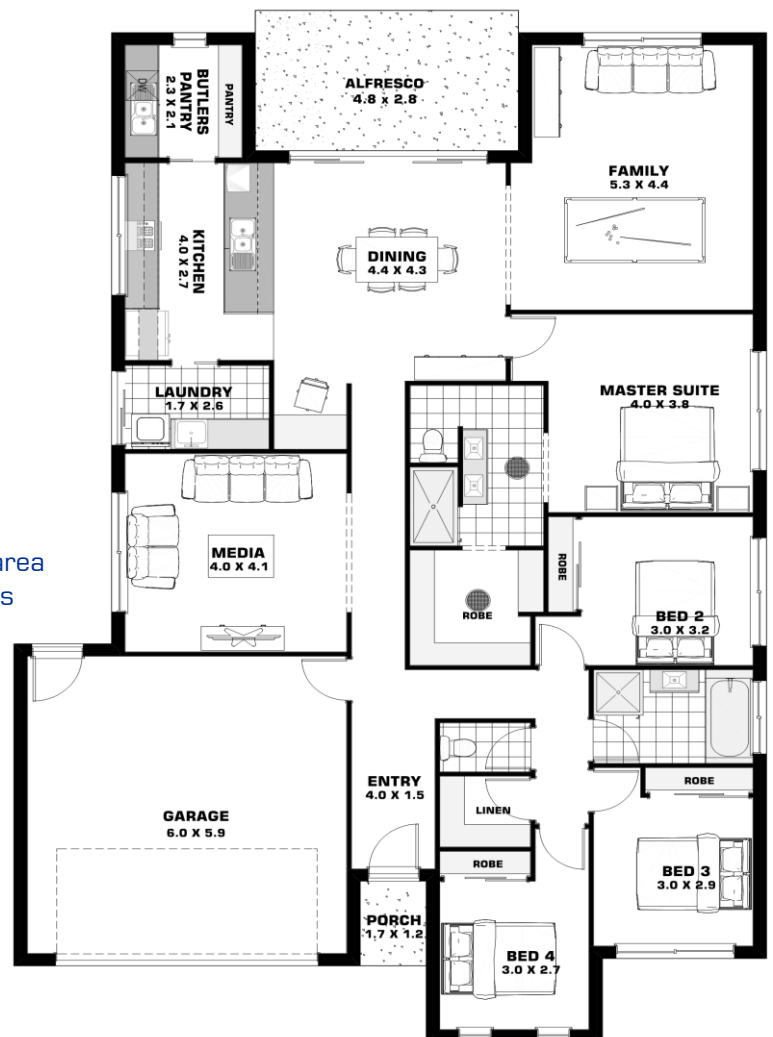 ALFRESCO
4.8 x 2.8
BUTLERS
PANTRY
2.3 X 2.1
PANTRY
DW
FAMILY
5.3 X 4.4
KITCHEN
4.0 X 2.7
DINING
4.4 X 4.3
LAUNDRY
1.7 X 2.6
MASTER SUITE
4.0 X 3.8
MEDIA
4.0 X 4.1
area
s
ROBE
ROBE
BED 2
3.0 X 3.2
ENTRY
4.0 X 1.5
LINEN
ROBE
GARAGE
6.0 X 5.9
ROBE
BED 3
3.0 X 2.9
PORCH
1.7 X 1.2
BED 4
3.0 X 2.7